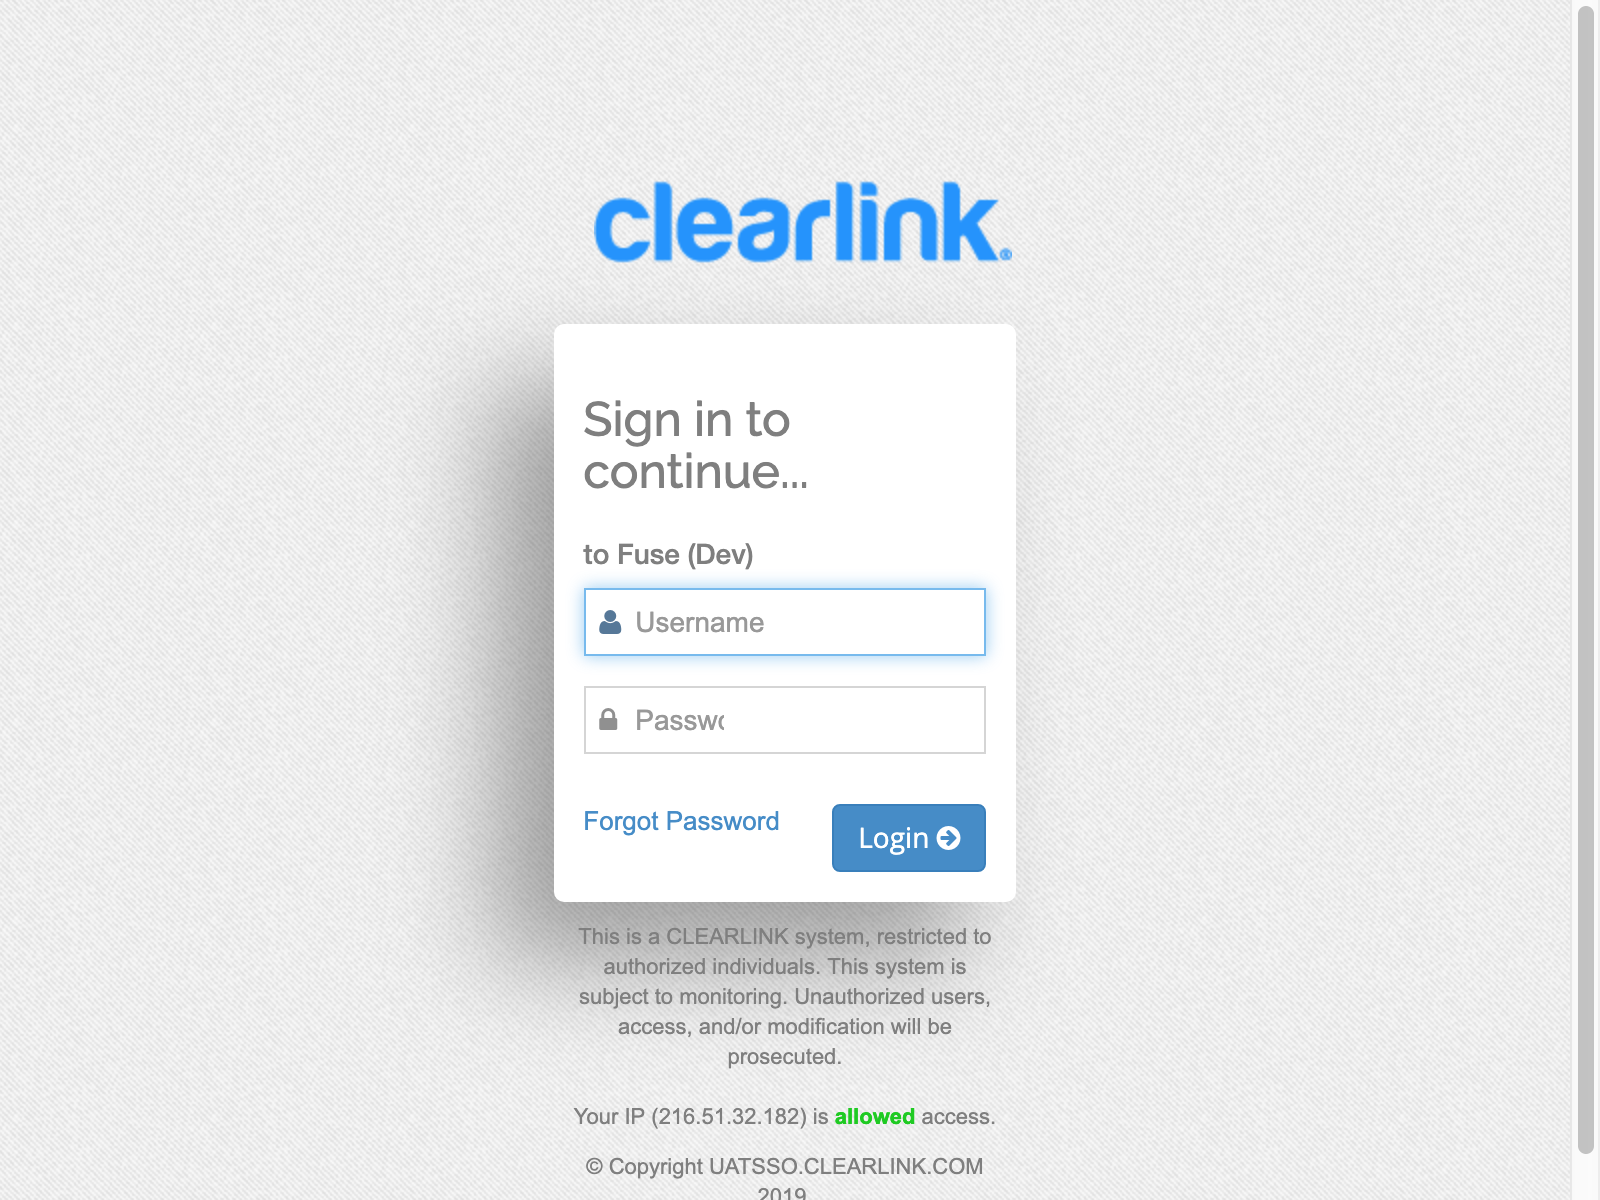 clearlink®
Sign in to
continue...
to Fuse (Dev)
Username
Passwo
Forgot Password
Login
This is a CLEARLINK system, restricted to
authorized individuals. This system is
subject to monitoring. Unauthorized users,
access, and/or modification will be
prosecuted.
Your IP (216.51.32.182) is allowed access.
© Copyright UATSSO.CLEARLINK.COM
2019